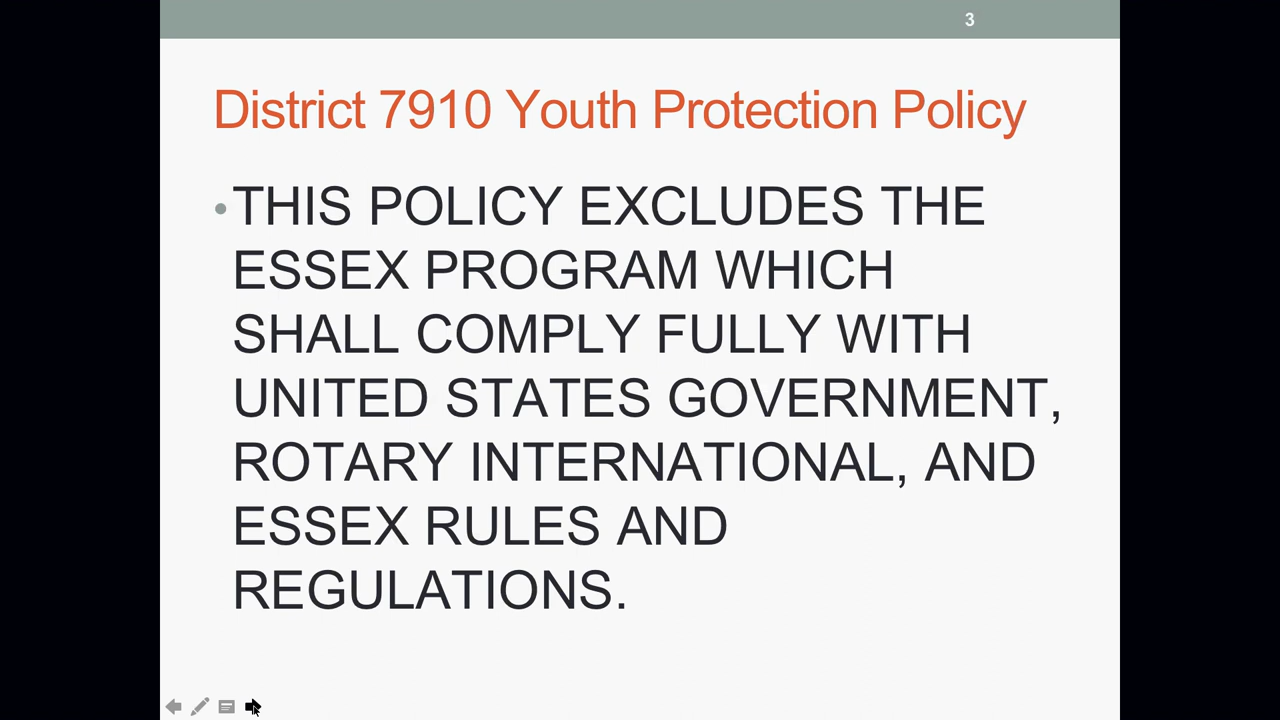 3
District 7910 Youth Protection Policy
•THIS POLICY EXCLUDES THE
ESSEX PROGRAM WHICH
SHALL COMPLY FULLY WITH
UNITED STATES GOVERNMENT,
ROTARY INTERNATIONAL, AND
ESSEX RULES AND
REGULATIONS.